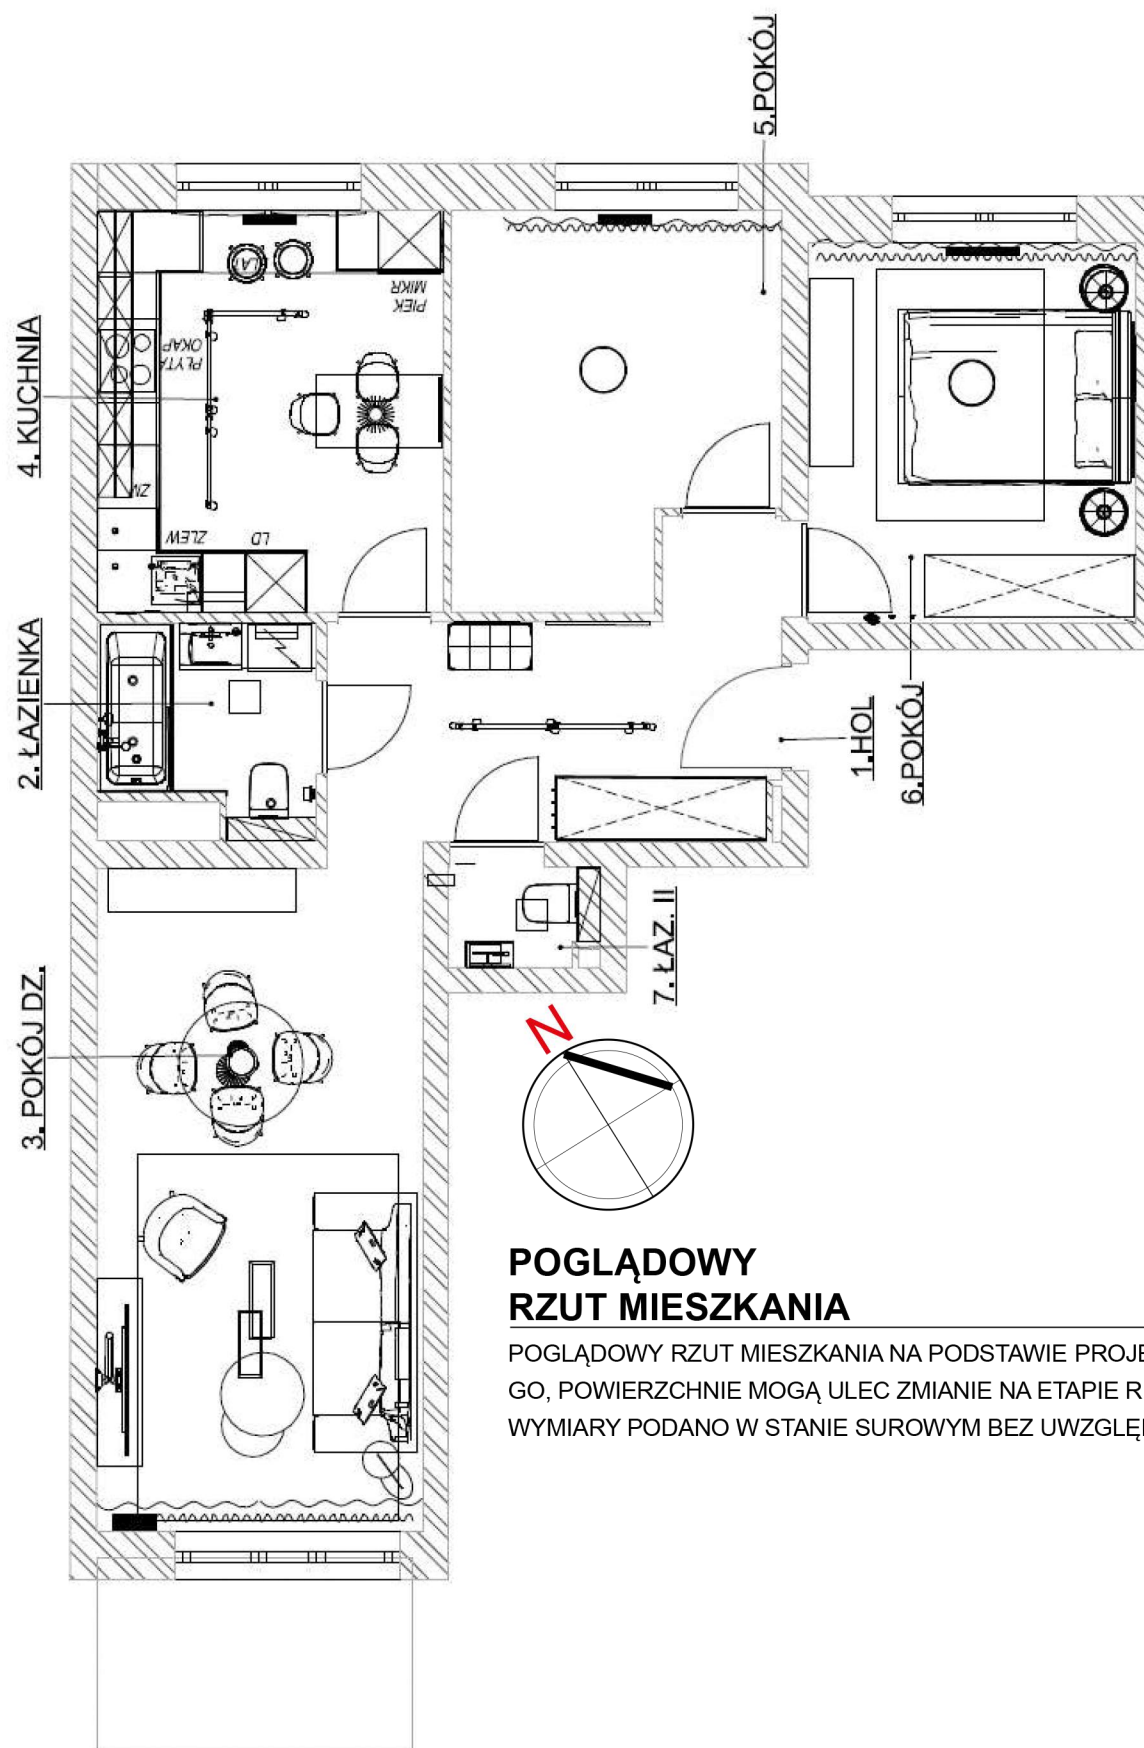 5.POKÓJ
4. KUCHNIA
LAT
PIEK
MIKR
PŁYTA
OKAP
ZM
ZLEW
LD
2. ŁAZIENKA
1.HOL
6.POKÓJ
7. ŁAZ. II
3. POKÓJ DZ.
N
POGLĄDOWY
RZUT MIESZKANIA
POGLĄDOWY RZUT MIESZKANIA NA PODSTAWIE PROJE
GO, POWIERZCHNIE MOGĄ ULEC ZMIANIE NA ETAPIE R
WYMIARY PODANO W STANIE SUROWYM BEZ UWZGLĘ